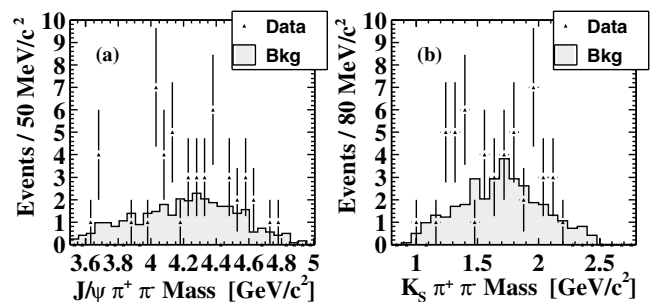 Events / 50 MeV/c²
10
9
8
7
6
5
4
3
2
1
0
(a)
Data
Bkg
3.6 3.8 4 4.2 4.4 4.6 4.8 5
J/ψ π⁺ π⁻ Mass [GeV/c²]
Events / 80 MeV/c²
10
9
8
7
6
5
4
3
2
1
0
(b)
Data
Bkg
1 1.5 2 2.5
K_S π⁺ π⁻ Mass [GeV/c²]